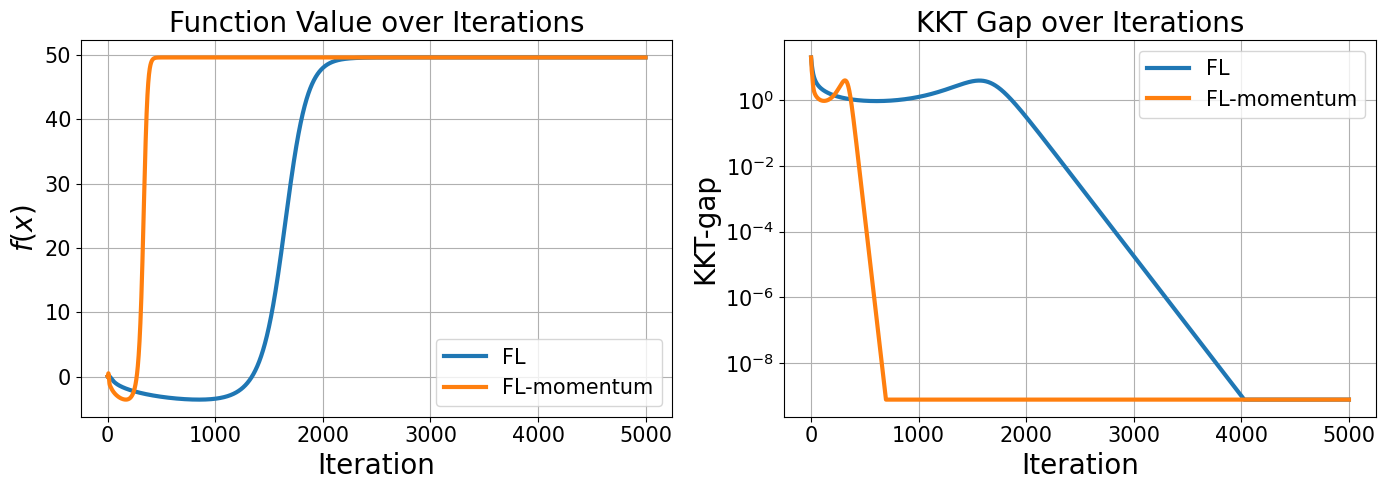 Function Value over Iterations
f(x)
50
40
30
20
10
0
0 1000 2000 3000 4000 5000
Iteration
FL
FL-momentum
KKT Gap over Iterations
KKT-gap
10⁰
10⁻²
10⁻⁴
10⁻⁶
10⁻⁸
0 1000 2000 3000 4000 5000
Iteration
FL
FL-momentum